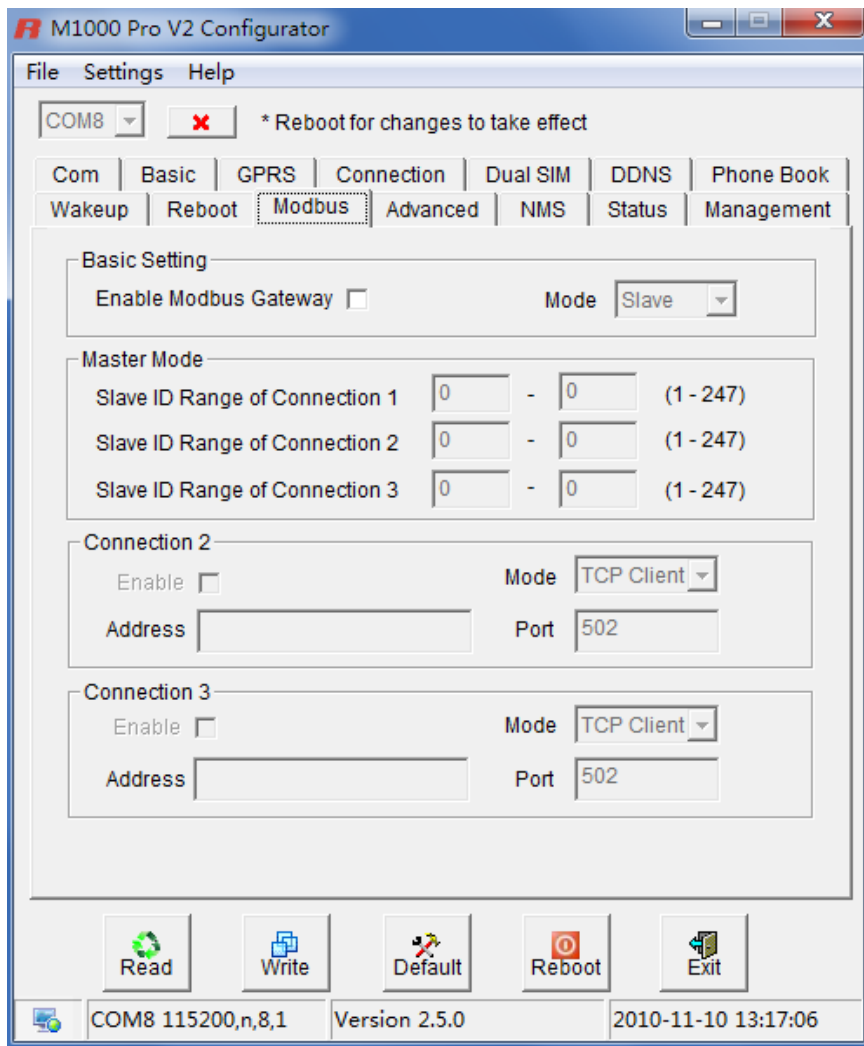 M1000 Pro V2 Configurator
File Settings Help
COM8 * Reboot for changes to take effect
Com Basic GPRS Connection Dual SIM DDNS Phone Book
Wakeup Reboot Modbus Advanced NMS Status Management
Basic Setting
Enable Modbus Gateway Mode Slave
Master Mode
Slave ID Range of Connection 1 0 - 0 (1 - 247)
Slave ID Range of Connection 2 0 - 0 (1 - 247)
Slave ID Range of Connection 3 0 - 0 (1 - 247)
Connection 2
Enable Mode TCP Client
Address Port 502
Connection 3
Enable Mode TCP Client
Address Port 502
Read Write Default Reboot Exit
COM8 115200,n,8,1 Version 2.5.0 2010-11-10 13:17:06